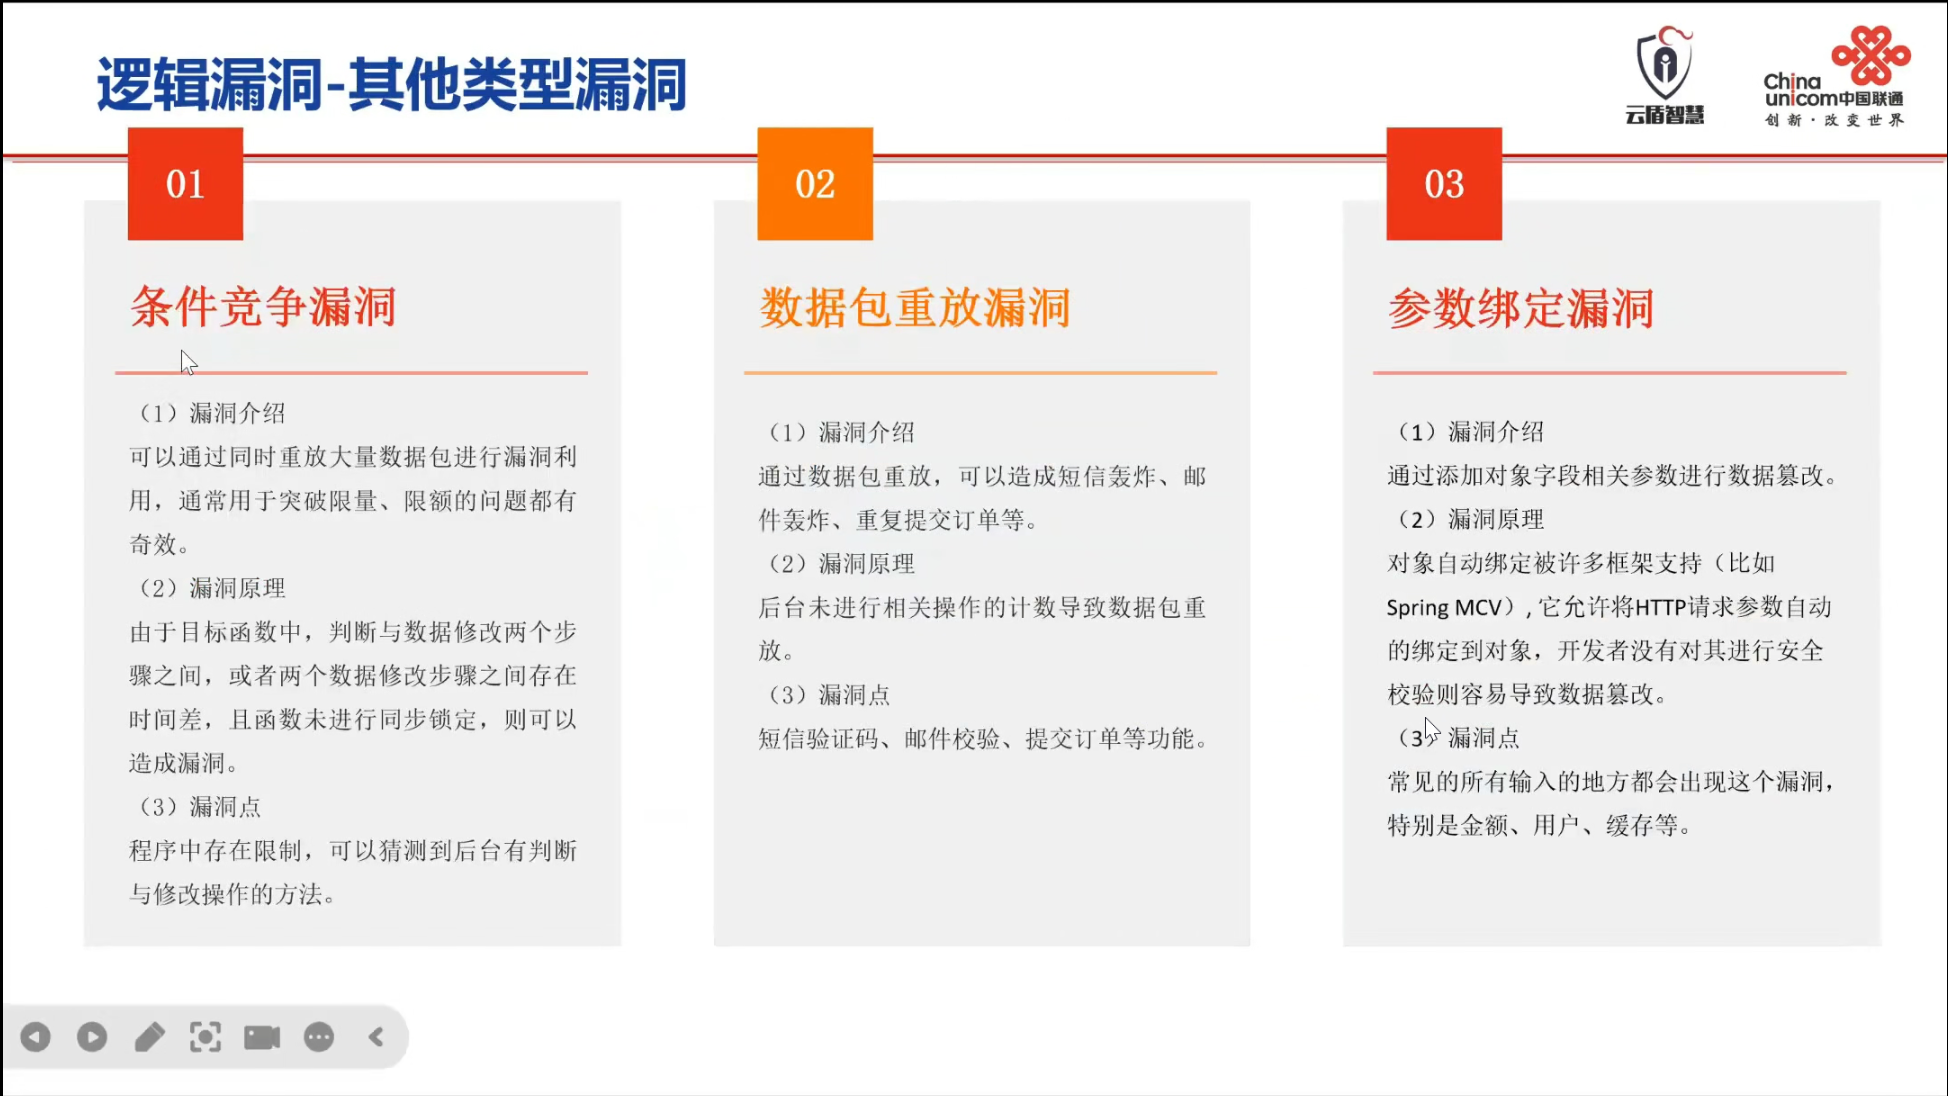 逻辑漏洞-其他类型漏洞
云盾智慧
China
unicom中国联通
创新·改变世界
01
条件竞争漏洞
（1）漏洞介绍
可以通过同时重放大量数据包进行漏洞利
用，通常用于突破限量、限额的问题都有
奇效。
（2）漏洞原理
由于目标函数中，判断与数据修改两个步
骤之间，或者两个数据修改步骤之间存在
时间差，且函数未进行同步锁定，则可以
造成漏洞。
（3）漏洞点
程序中存在限制，可以猜测到后台有判断
与修改操作的方法。
02
数据包重放漏洞
（1）漏洞介绍
通过数据包重放，可以造成短信轰炸、邮
件轰炸、重复提交订单等。
（2）漏洞原理
后台未进行相关操作的计数导致数据包重
放。
（3）漏洞点
短信验证码、邮件校验、提交订单等功能。
03
参数绑定漏洞
（1）漏洞介绍
通过添加对象字段相关参数进行数据篡改。
（2）漏洞原理
对象自动绑定被许多框架支持（比如
Spring MCV）, 它允许将HTTP请求参数自动
的绑定到对象，开发者没有对其进行安全
校验则容易导致数据篡改。
（3）漏洞点
常见的所有输入的地方都会出现这个漏洞，
特别是金额、用户、缓存等。